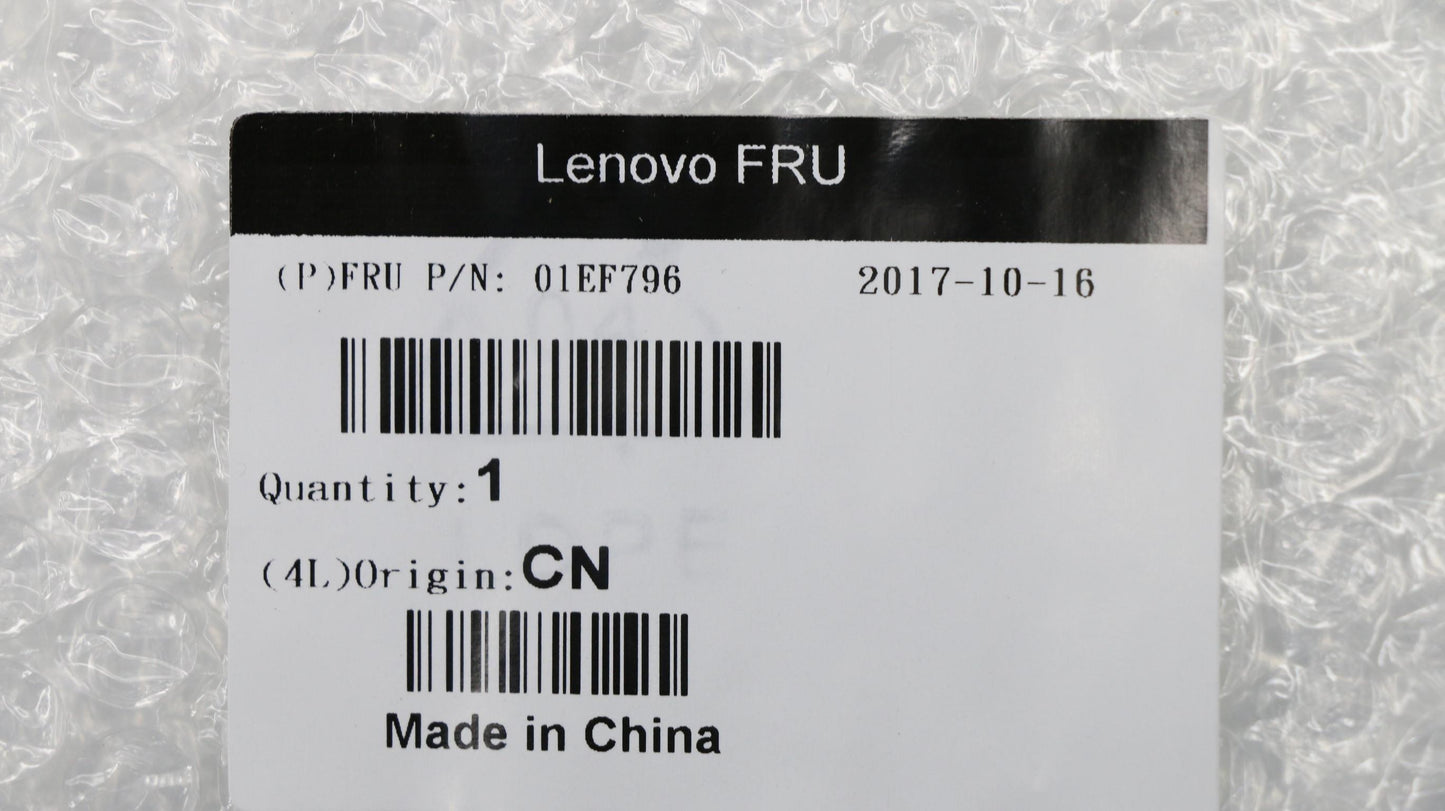 Lenovo FRU
(P)FRU P/N: 01EF796 2017-10-16
Quantity:1
(4L)Origin:CN
Made in China